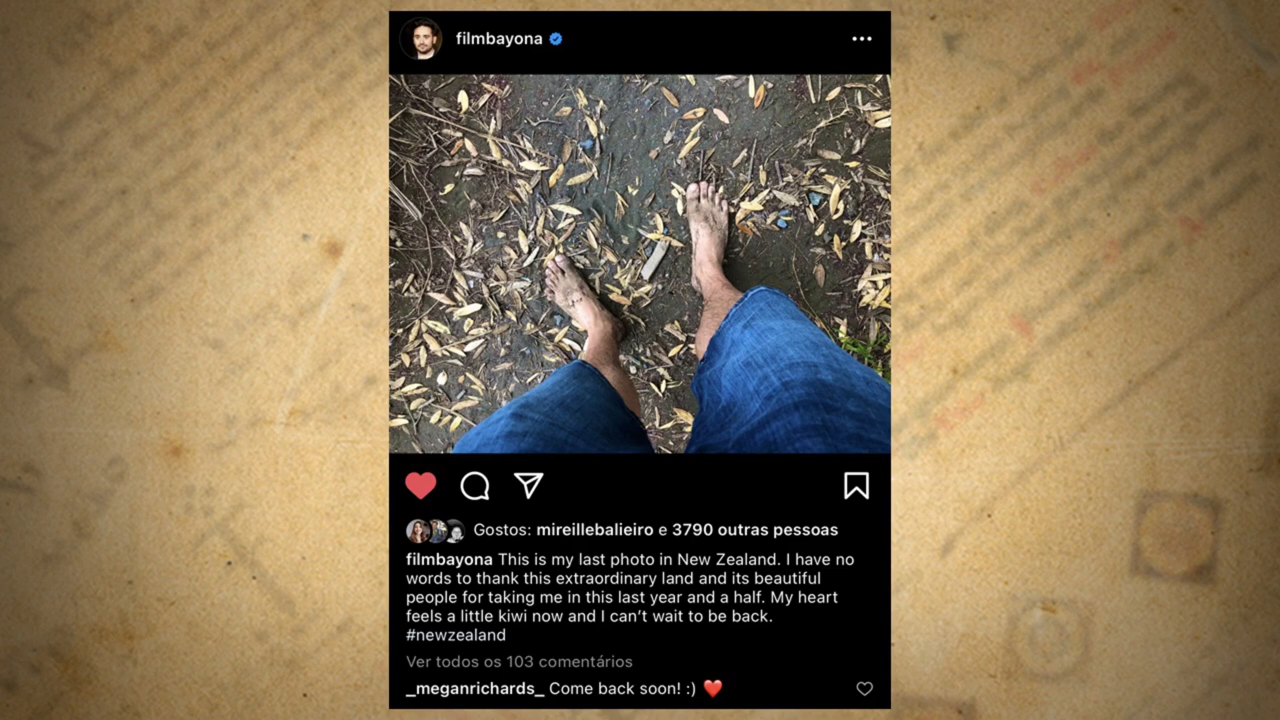 filmbayona
Gostos: mireillebalieiro e 3790 outras pessoas
filmbayona This is my last photo in New Zealand. I have no
words to thank this extraordinary land and its beautiful
people for taking me in this last year and a half. My heart
feels a little kiwi now and I can’t wait to be back.
#newzealand
Ver todos os 103 comentários
_meganrichards_ Come back soon! :) ❤️